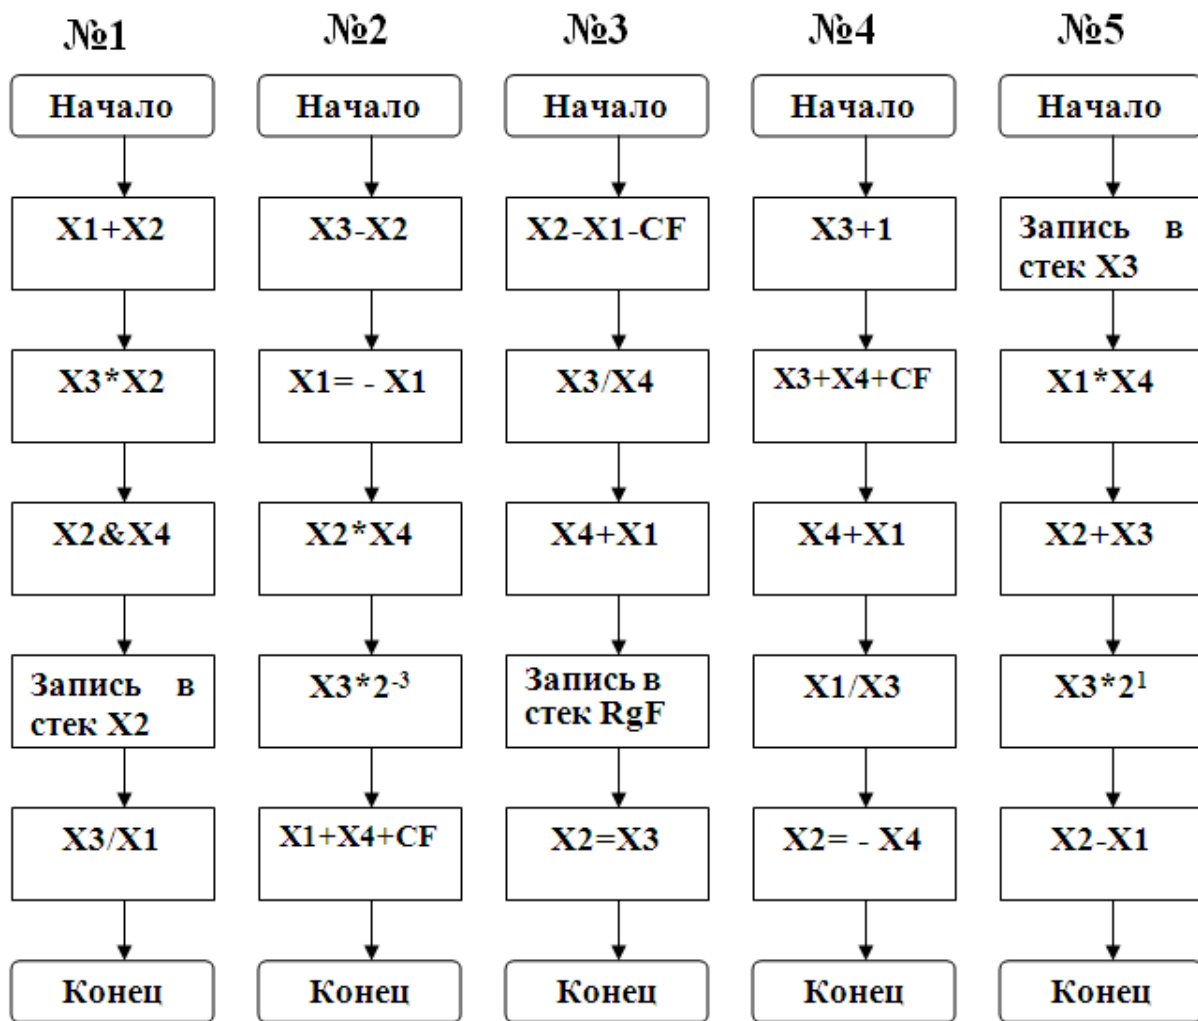 №1
Начало
X1+X2
X3*X2
X2&X4
Запись в
стек X2
X3/X1
Конец
№2
Начало
X3-X2
X1= - X1
X2*X4
X3*2⁻³
X1+X4+CF
Конец
№3
Начало
X2-X1-CF
X3/X4
X4+X1
Запись в
стек RgF
X2=X3
Конец
№4
Начало
X3+1
X3+X4+CF
X4+X1
X1/X3
X2= - X4
Конец
№5
Начало
Запись в
стек X3
X1*X4
X2+X3
X3*2¹
X2-X1
Конец